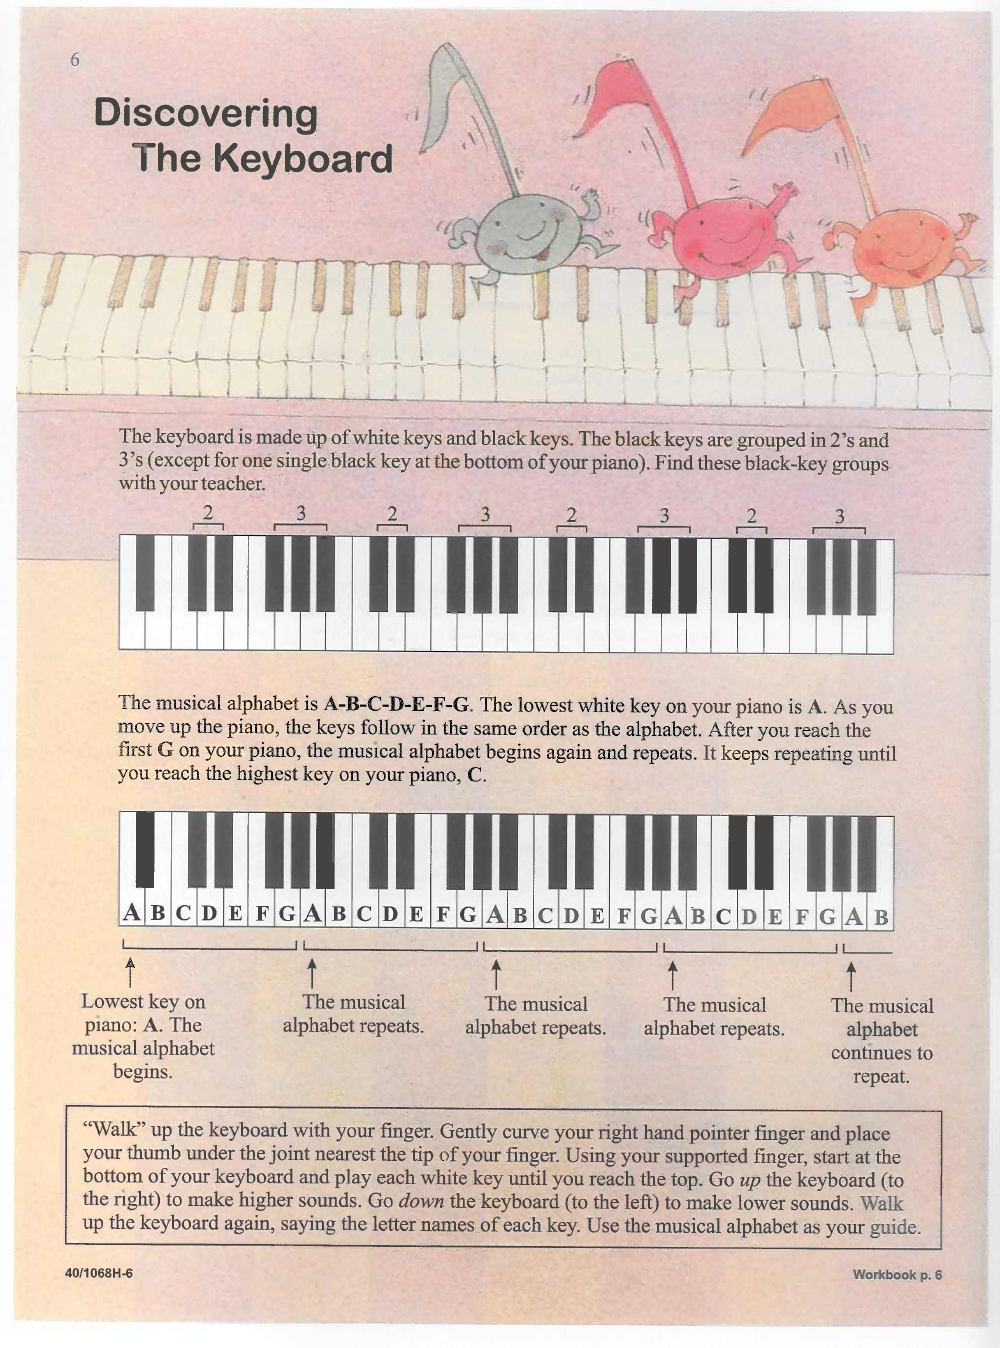 6
Discovering
The Keyboard
The keyboard is made up of white keys and black keys. The black keys are grouped in 2’s and
3’s (except for one single black key at the bottom of your piano). Find these black-key groups
with your teacher.
2 3 2 3 2 3 2 3
The musical alphabet is A-B-C-D-E-F-G. The lowest white key on your piano is A. As you
move up the piano, the keys follow in the same order as the alphabet. After you reach the
first G on your piano, the musical alphabet begins again and repeats. It keeps repeating until
you reach the highest key on your piano, C.
A B C D E F G A B C D E F G A B C D E F G A B C D E F G A B
Lowest key on
piano: A. The
musical alphabet
begins.
The musical
alphabet repeats.
The musical
alphabet repeats.
The musical
alphabet repeats.
The musical
alphabet
continues to
repeat.
“Walk” up the keyboard with your finger. Gently curve your right hand pointer finger and place
your thumb under the joint nearest the tip of your finger. Using your supported finger, start at the
bottom of your keyboard and play each white key until you reach the top. Go up the keyboard (to
the right) to make higher sounds. Go down the keyboard (to the left) to make lower sounds. Walk
up the keyboard again, saying the letter names of each key. Use the musical alphabet as your guide.
40/1068H-6
Workbook p. 6